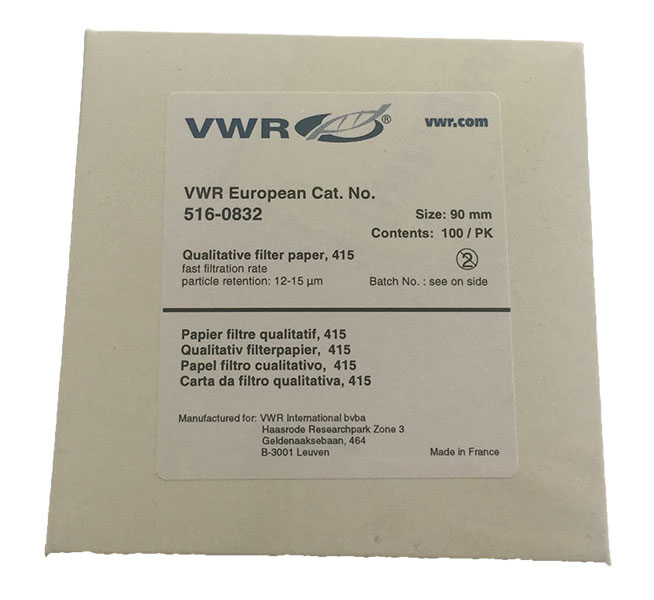 VWR® vwr.com
VWR European Cat. No.
516-0832
Size: 90 mm
Contents: 100 / PK
Qualitative filter paper, 415
fast filtration rate
particle retention: 12-15 µm
2
Batch No. : see on side
Papier filtre qualitatif, 415
Qualitativ filterpapier, 415
Papel filtro cualitativo, 415
Carta da filtro qualitativa, 415
Manufactured for: VWR International bvba
Haasrode Researchpark Zone 3
Geldenaaksebaan, 464
B-3001 Leuven
Made in France